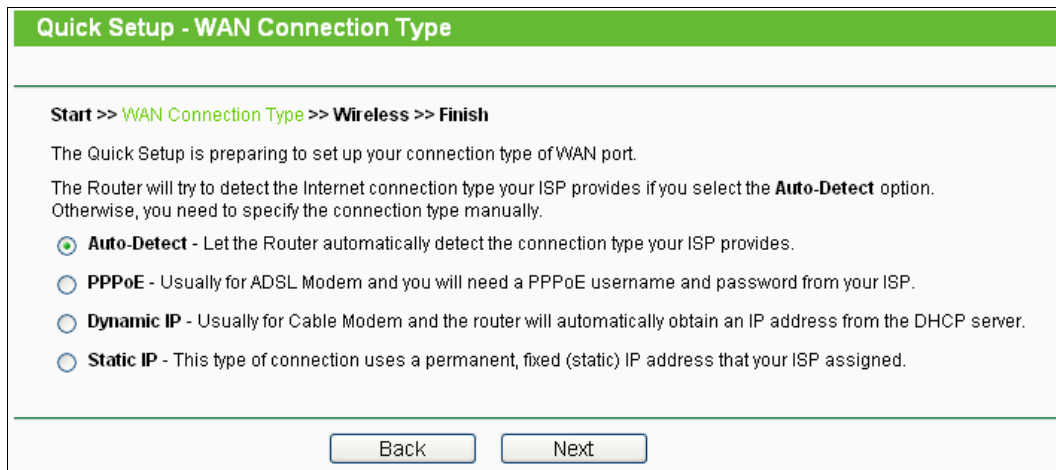 Quick Setup - WAN Connection Type
Start >> WAN Connection Type >> Wireless >> Finish
The Quick Setup is preparing to set up your connection type of WAN port.
The Router will try to detect the Internet connection type your ISP provides if you select the Auto-Detect option.
Otherwise, you need to specify the connection type manually.
Auto-Detect - Let the Router automatically detect the connection type your ISP provides.
PPPoE - Usually for ADSL Modem and you will need a PPPoE username and password from your ISP.
Dynamic IP - Usually for Cable Modem and the router will automatically obtain an IP address from the DHCP server.
Static IP - This type of connection uses a permanent, fixed (static) IP address that your ISP assigned.
Back Next